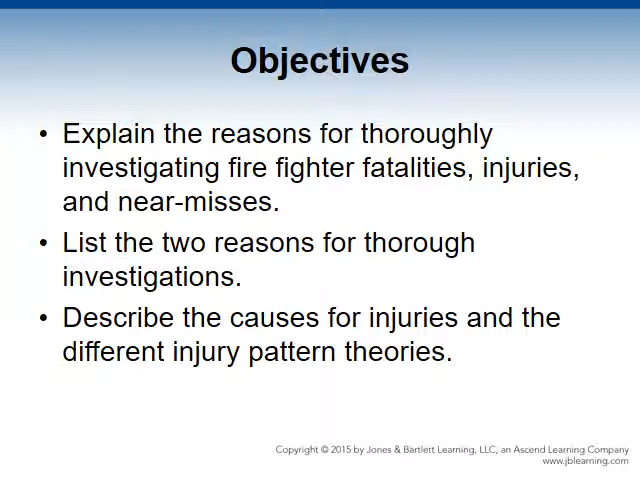 Objectives
• Explain the reasons for thoroughly
investigating fire fighter fatalities, injuries,
and near-misses.
• List the two reasons for thorough
investigations.
• Describe the causes for injuries and the
different injury pattern theories.
Copyright © 2015 by Jones & Bartlett Learning, LLC, an Ascend Learning Company
www.jblearning.com